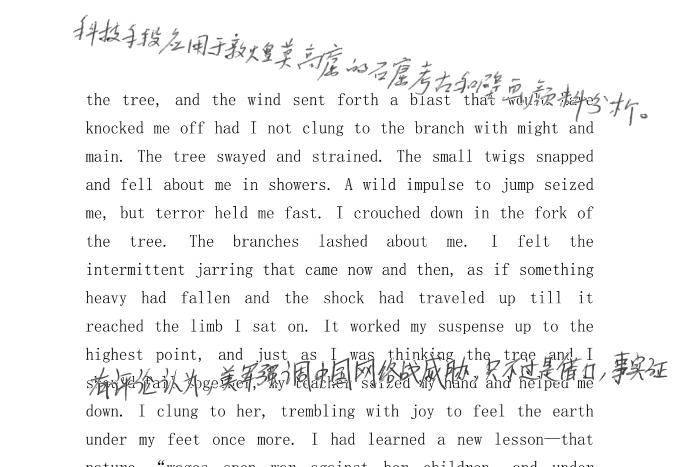 科技手段应用于敦煌莫高窟的石窟考古和壁画颜料分析。
the tree, and the wind sent forth a blast that would have
knocked me off had I not clung to the branch with might and
main. The tree swayed and strained. The small twigs snapped
and fell about me in showers. A wild impulse to jump seized
me, but terror held me fast. I crouched down in the fork of
the tree. The branches lashed about me. I felt the
intermittent jarring that came now and then, as if something
heavy had fallen and the shock had traveled up till it
reached the limb I sat on. It worked my suspense up to the
highest point, and just as I was thinking the tree and I
有评论认为，美军强调中国网络战威胁，只不过是借口，事实证
should fall together, my teacher seized my hand and helped me
down. I clung to her, trembling with joy to feel the earth
under my feet once more. I had learned a new lesson—that
nature "wages open war against her children, and under